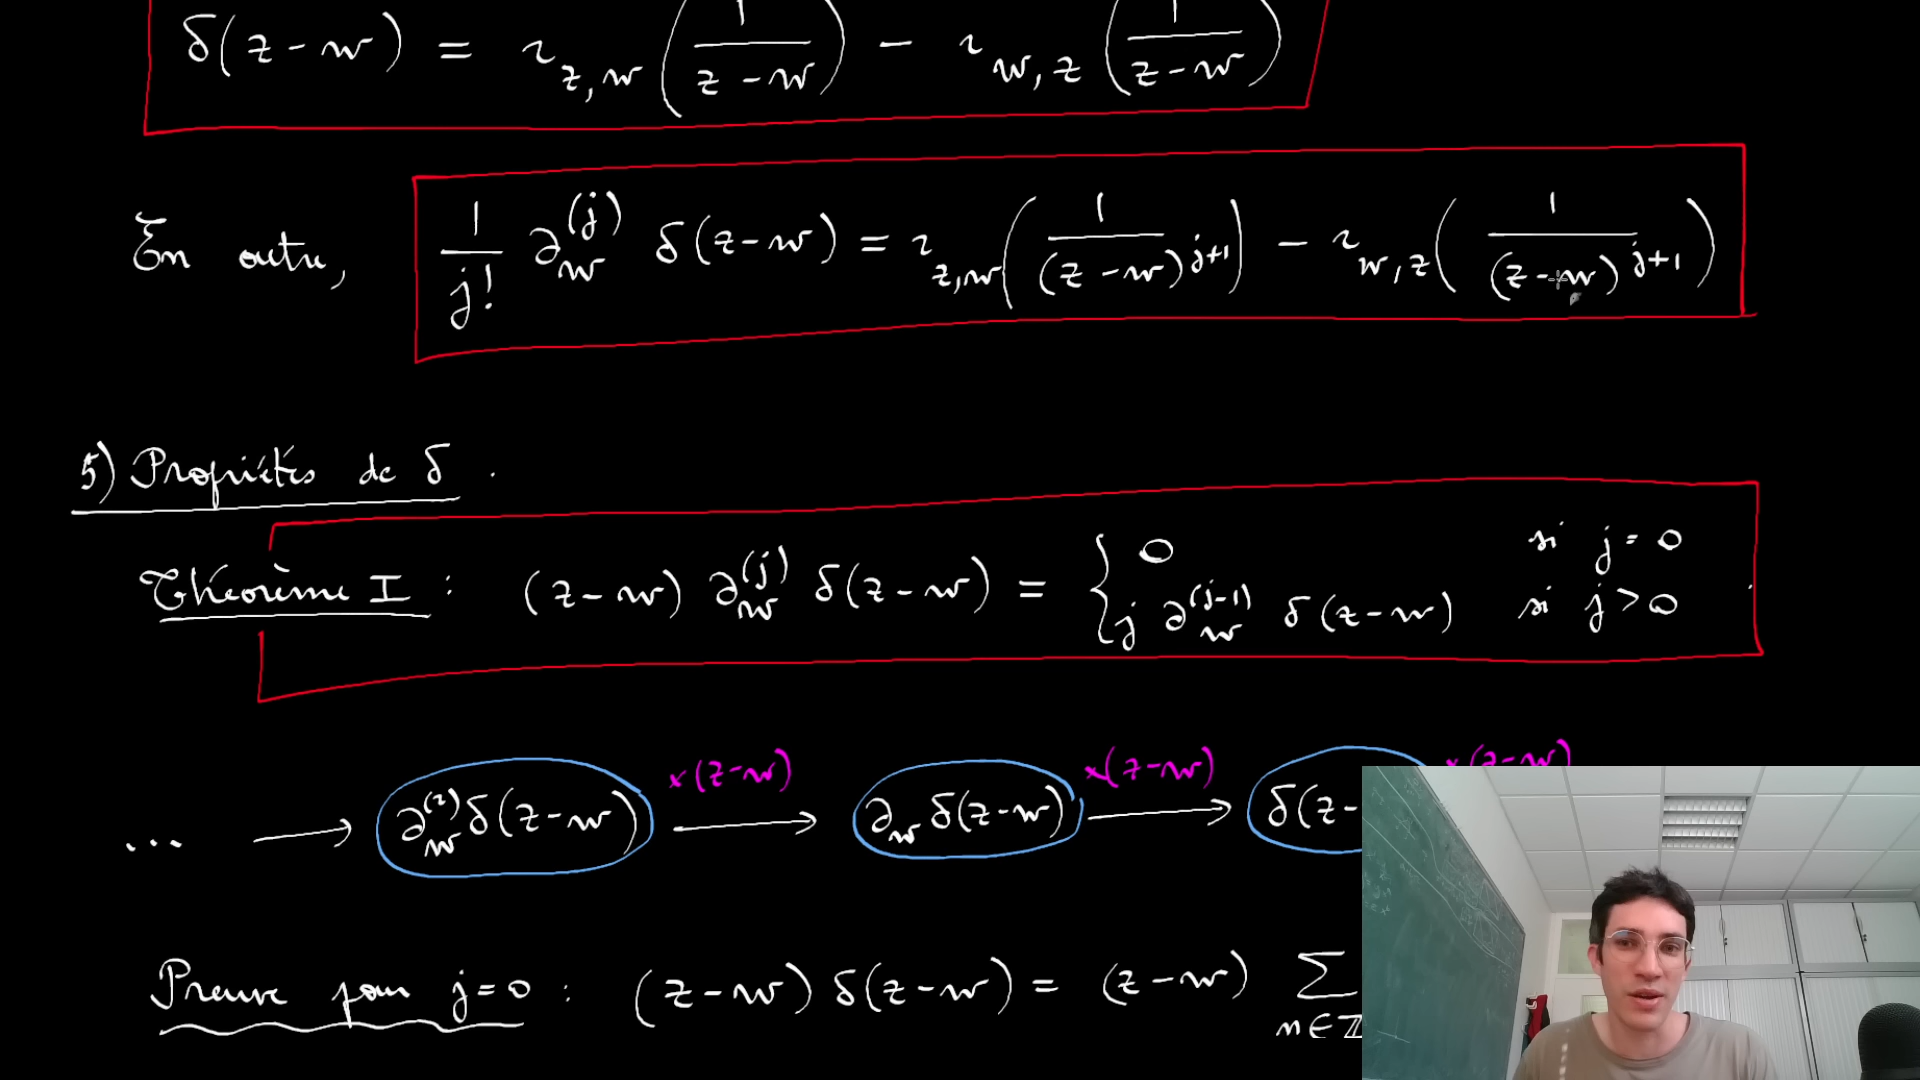 δ(z-w) = ι_{z,w} (1/(z-w)) - ι_{w,z} (1/(z-w))
En outre, 1/j! ∂_w^{(j)} δ(z-w) = ι_{z,w} (1/(z-w)^{j+1}) - ι_{w,z} (1/(z-w)^{j+1})
5) Propriétés de δ.
Théorème I : (z-w) ∂_w^{(j)} δ(z-w) = { 0 si j=0
j ∂_w^{(j-1)} δ(z-w) si j>0 .
... → ∂_w^{(2)} δ(z-w) ×(z-w) → ∂_w δ(z-w) ×(z-w) → δ(z- ×(z-w)
Preuve pour j=0 : (z-w) δ(z-w) = (z-w) Σ_{n∈ℤ}